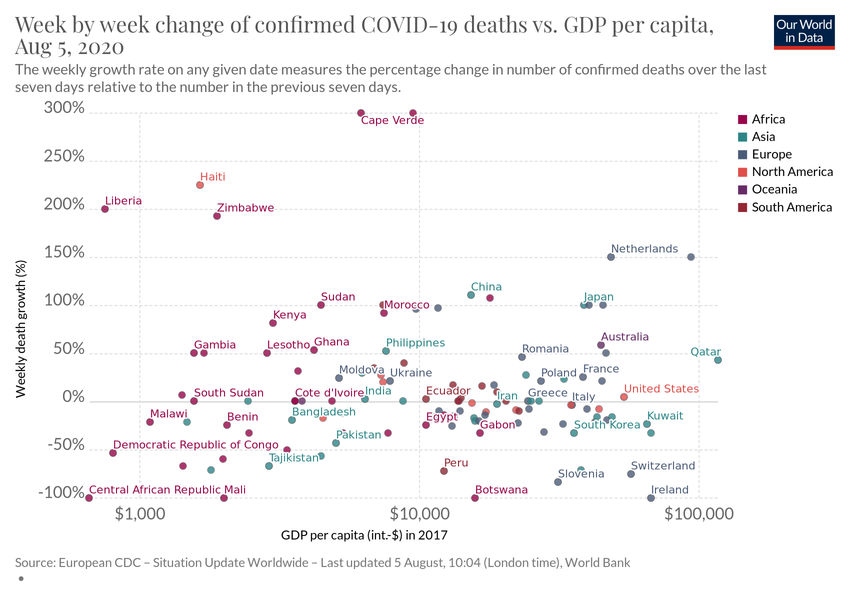 Week by week change of confirmed COVID-19 deaths vs. GDP per capita,
Aug 5, 2020
Our World
in Data
The weekly growth rate on any given date measures the percentage change in number of confirmed deaths over the last
seven days relative to the number in the previous seven days.
300%
Cape Verde
Africa
Asia
Europe
North America
Oceania
South America
250%
Haiti
200%
Liberia
Zimbabwe
150%
Netherlands
China
100%
Sudan
Morocco
Japan
Kenya
50%
Gambia
Lesotho
Ghana
Philippines
Romania
Australia
Qatar
Moldova
Ukraine
Poland
France
0%
South Sudan
Cote d'Ivoire
India
Ecuador
Iran
Greece
Italy
United States
Malawi
Benin
Bangladesh
Egypt
Gabon
South Korea
Kuwait
-50%
Democratic Republic of Congo
Tajikistan
Pakistan
Peru
Slovenia
Switzerland
-100%
Central African Republic
Mali
Botswana
Ireland
$1,000
$10,000
$100,000
Weekly death growth (%)
GDP per capita (int.-$) in 2017
Source: European CDC – Situation Update Worldwide – Last updated 5 August, 10:04 (London time), World Bank